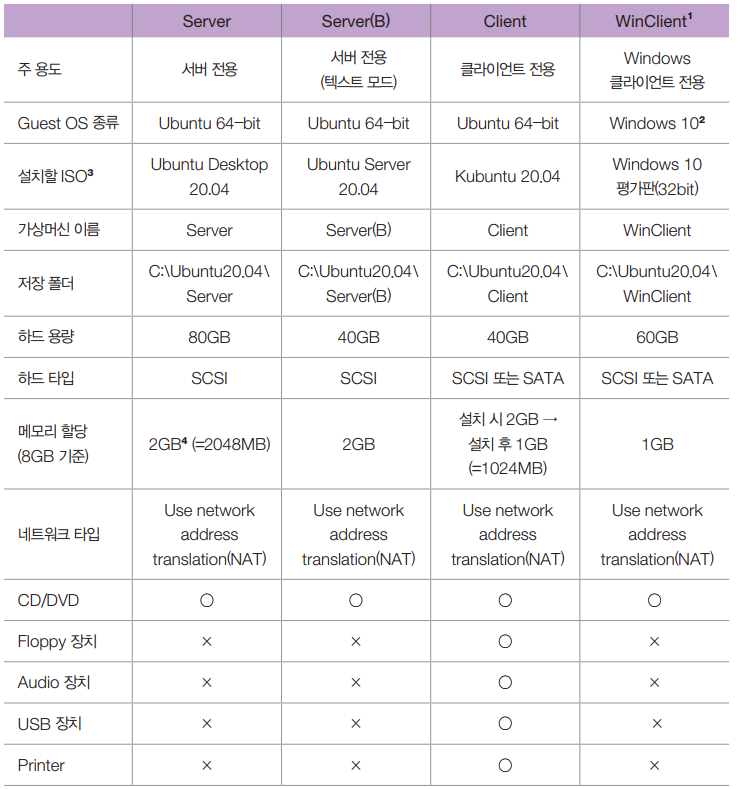 Server Server(B) Client WinClient¹
주 용도 서버 전용 서버 전용 클라이언트 전용 Windows
(텍스트 모드) 클라이언트 전용
Guest OS 종류 Ubuntu 64-bit Ubuntu 64-bit Ubuntu 64-bit Windows 10²
설치할 ISO³ Ubuntu Desktop Ubuntu Server Kubuntu 20.04 Windows 10
20.04 20.04 평가판(32bit)
가상머신 이름 Server Server(B) Client WinClient
저장 폴더 C:\Ubuntu20.04\ C:\Ubuntu20.04\ C:\Ubuntu20.04\ C:\Ubuntu20.04\
Server Server(B) Client WinClient
하드 용량 80GB 40GB 40GB 60GB
하드 타입 SCSI SCSI SCSI 또는 SATA SCSI 또는 SATA
메모리 할당 2GB⁴ (=2048MB) 2GB 설치 시 2GB → 1GB
(8GB 기준) 설치 후 1GB
(=1024MB)
네트워크 타입 Use network Use network Use network Use network
address address address address
translation(NAT) translation(NAT) translation(NAT) translation(NAT)
CD/DVD ○ ○ ○ ○
Floppy 장치 × × ○ ×
Audio 장치 × × ○ ×
USB 장치 × × ○ ×
Printer × × ○ ×